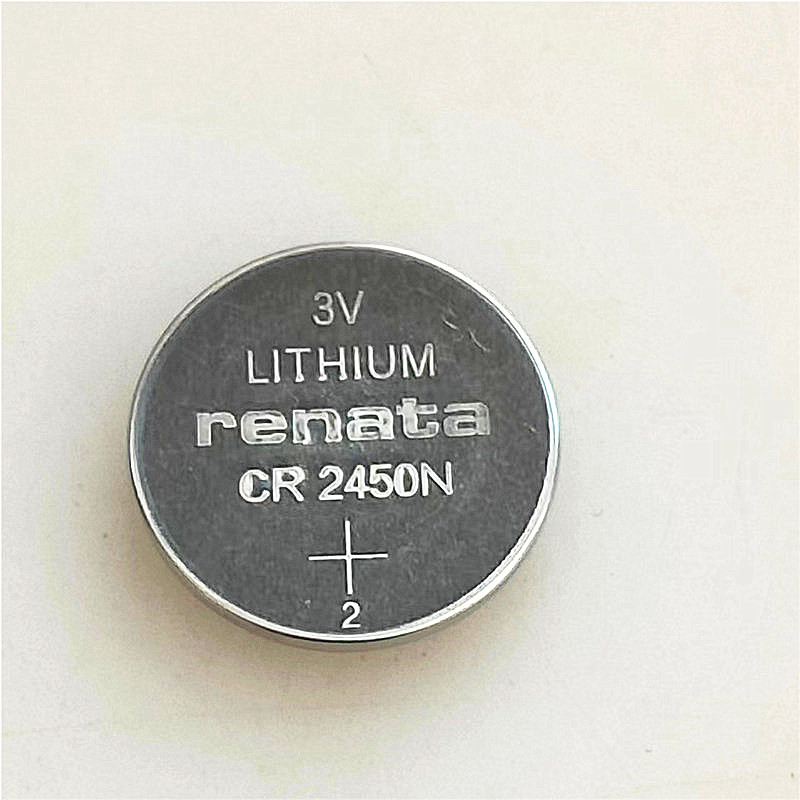 3V
LITHIUM
renata
CR 2450N
+
2